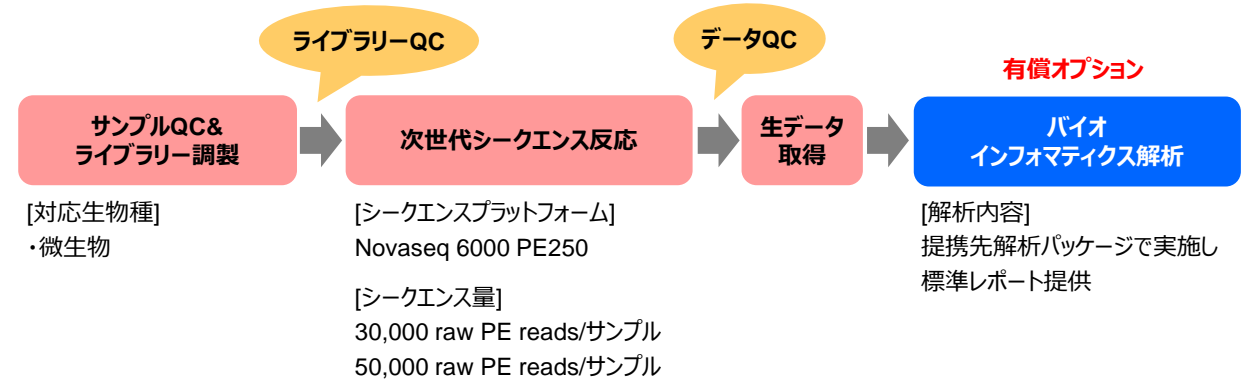 ライブラリーQC
データQC
有償オプション
サンプルQC&
ライブラリー調製
次世代シークエンス反応
生データ
取得
バイオ
インフォマティクス解析
[対応生物種]
・微生物
[シークエンスプラットフォーム]
Novaseq 6000 PE250
[シークエンス量]
30,000 raw PE reads/サンプル
50,000 raw PE reads/サンプル
[解析内容]
提携先解析パッケージで実施し
標準レポート提供